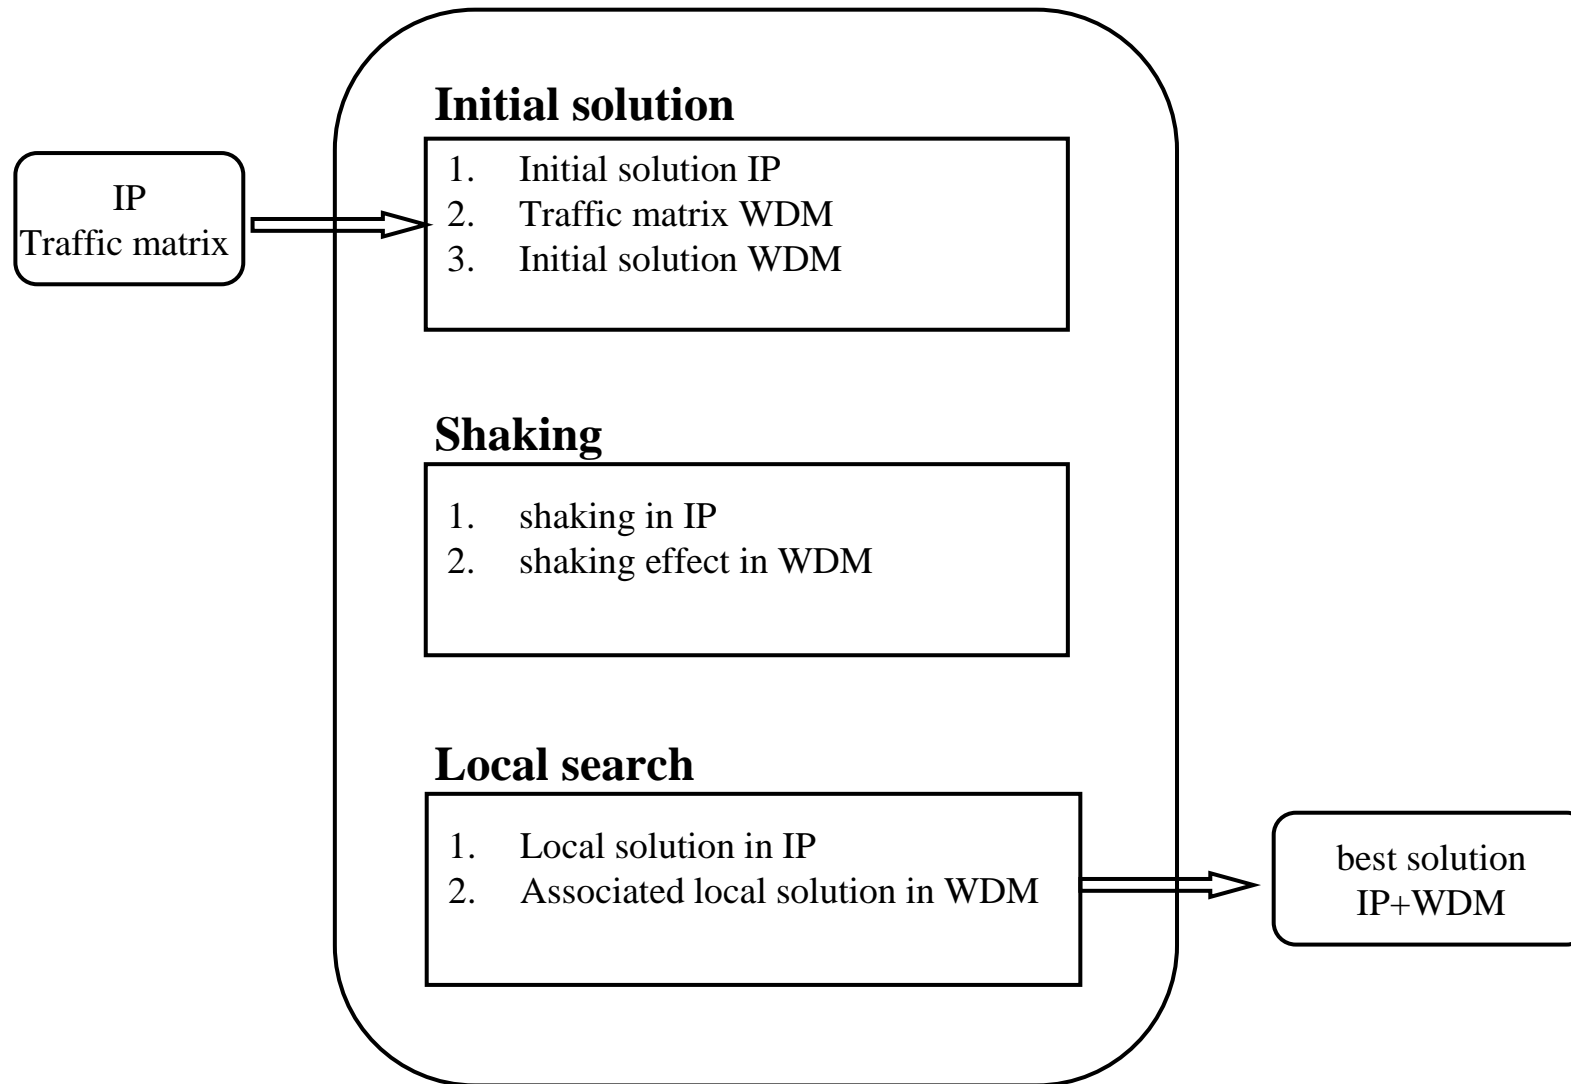 IP
Traffic matrix
Initial solution
1. Initial solution IP
2. Traffic matrix WDM
3. Initial solution WDM
Shaking
1. shaking in IP
2. shaking effect in WDM
Local search
1. Local solution in IP
2. Associated local solution in WDM
best solution
IP+WDM